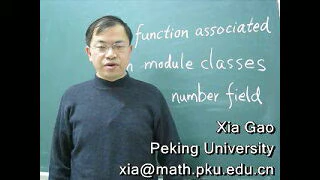 function associated
module classes
number field
Xia Gao
Peking University
xia@math.pku.edu.cn